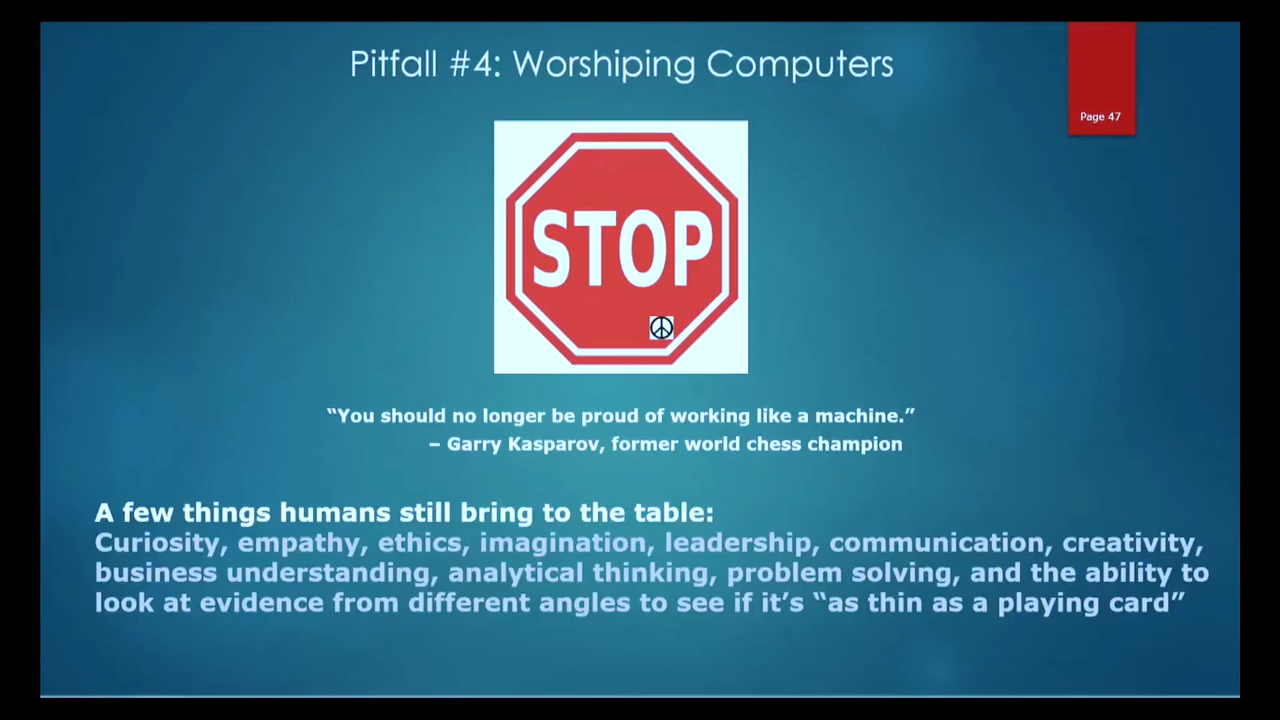 Pitfall #4: Worshiping Computers
Page 47
STOP
“You should no longer be proud of working like a machine.”
– Garry Kasparov, former world chess champion
A few things humans still bring to the table:
Curiosity, empathy, ethics, imagination, leadership, communication, creativity,
business understanding, analytical thinking, problem solving, and the ability to
look at evidence from different angles to see if it’s “as thin as a playing card”